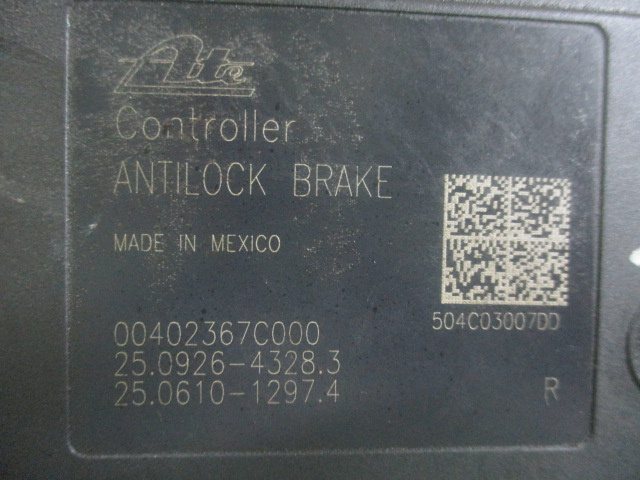 Ate
Controller
ANTILOCK BRAKE
MADE IN MEXICO
504C03007DD
00402367C000
25.0926-4328.3
25.0610-1297.4
R